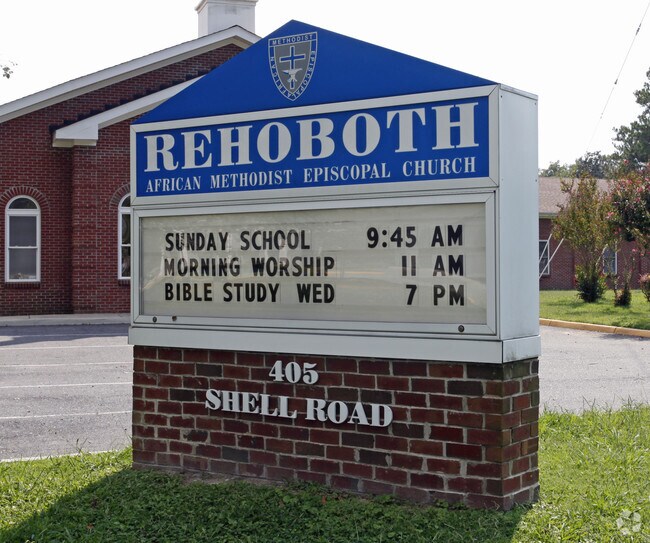 METHODIST
REHOBOTH
AFRICAN METHODIST EPISCOPAL CHURCH
SUNDAY SCHOOL 9:45 AM
MORNING WORSHIP 11 AM
BIBLE STUDY WED 7 PM
405
SHELL ROAD